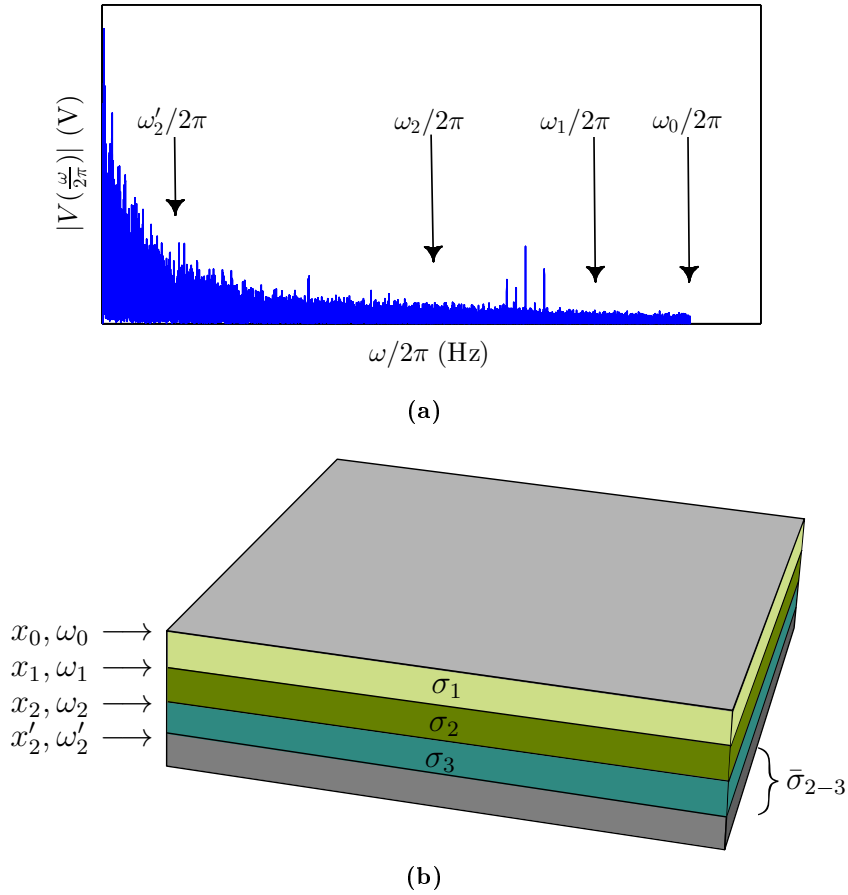 ω′₂/2π ω₂/2π ω₁/2π ω₀/2π
|V(ω/2π)| (V)
ω/2π (Hz)
(a)
x₀, ω₀
x₁, ω₁
σ₁
x₂, ω₂
σ₂
x′₂, ω′₂
σ₃
σ̄₂₋₃
(b)